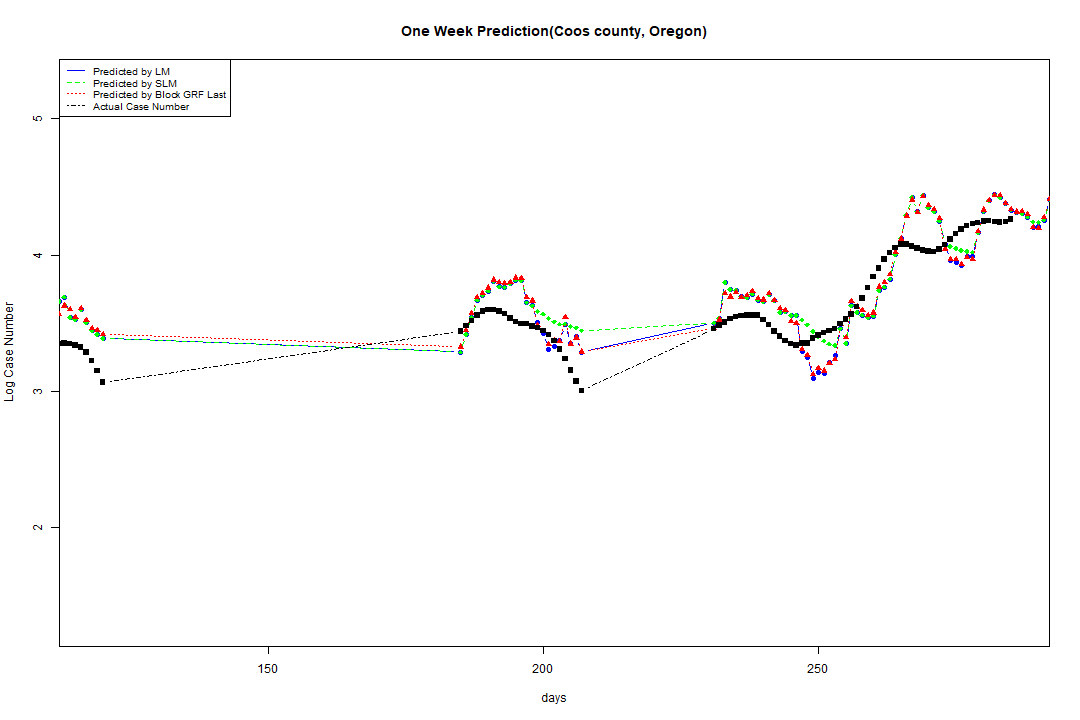 One Week Prediction(Coos county, Oregon)
Predicted by LM
Predicted by SLM
Predicted by Block GRF Last
Actual Case Number
5
4
3
2
Log Case Number
150
200
250
days